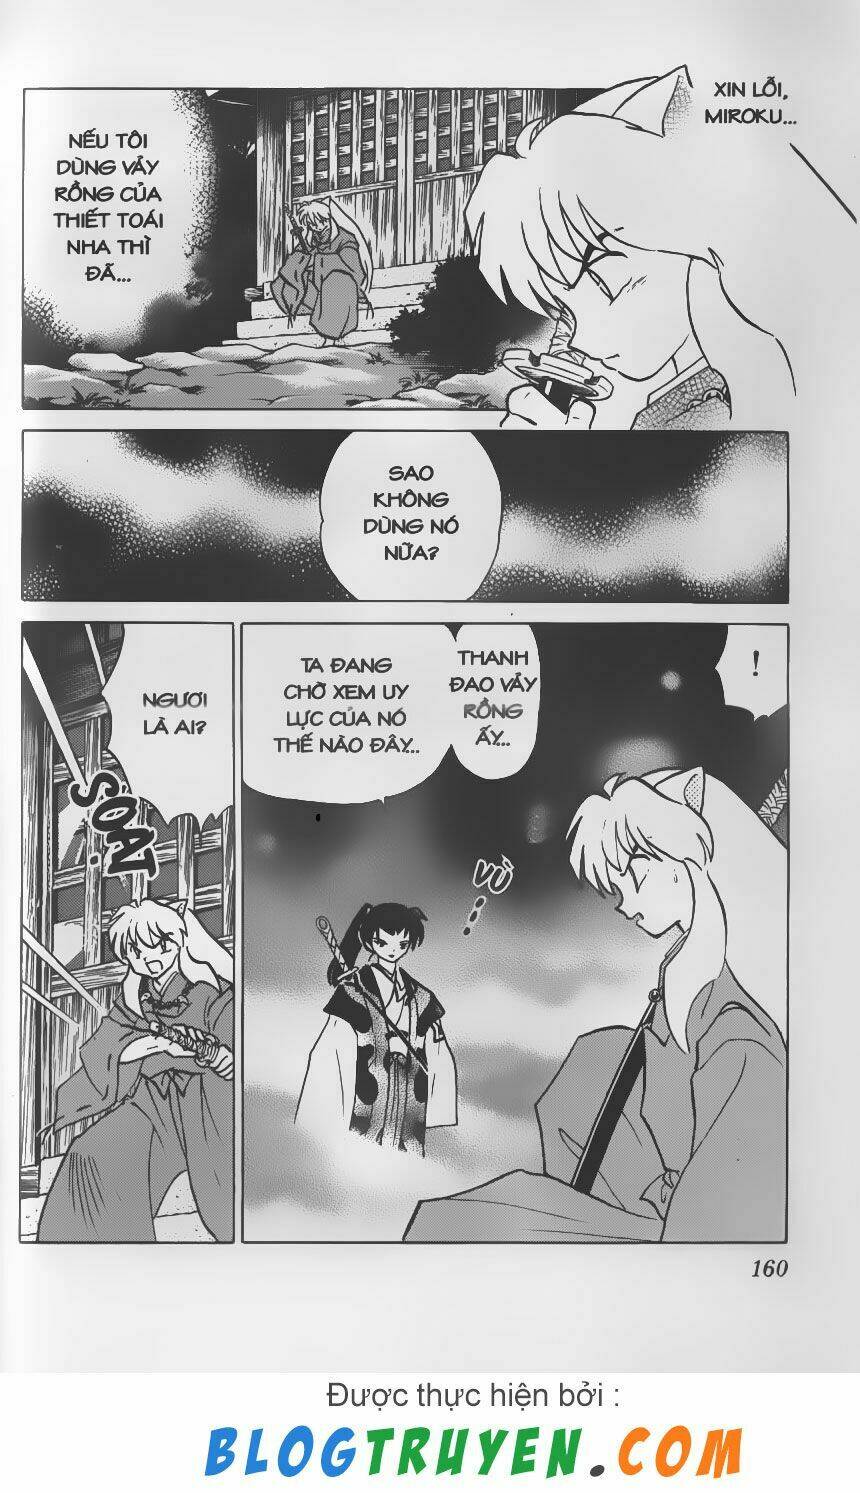 XIN LỖI,
MIROKU...
NẾU TÔI
DÙNG VẢY
RỒNG CỦA
THIẾT TOÁI
NHA THÌ
ĐÃ...
SAO
KHÔNG
DÙNG NÓ
NỮA?
!
THANH
ĐAO VẢY
RỒNG
ẤY...
TA ĐANG
CHỜ XEM UY
LỰC CỦA NÓ
THẾ NÀO ĐÂY...
VÙ
NGƯƠI
LÀ AI?
SOẠT
160
Được thực hiện bởi :
BLOGTRUYEN.COM